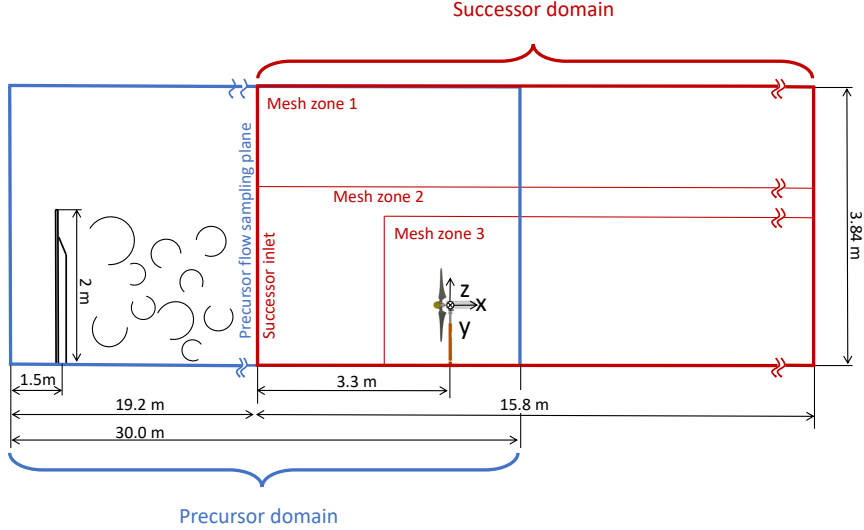 Successor domain
Mesh zone 1
Mesh zone 2
Mesh zone 3
Precursor flow sampling plane
Successor inlet
2 m
z
x
y
3.84 m
1.5m
3.3 m
19.2 m
15.8 m
30.0 m
Precursor domain